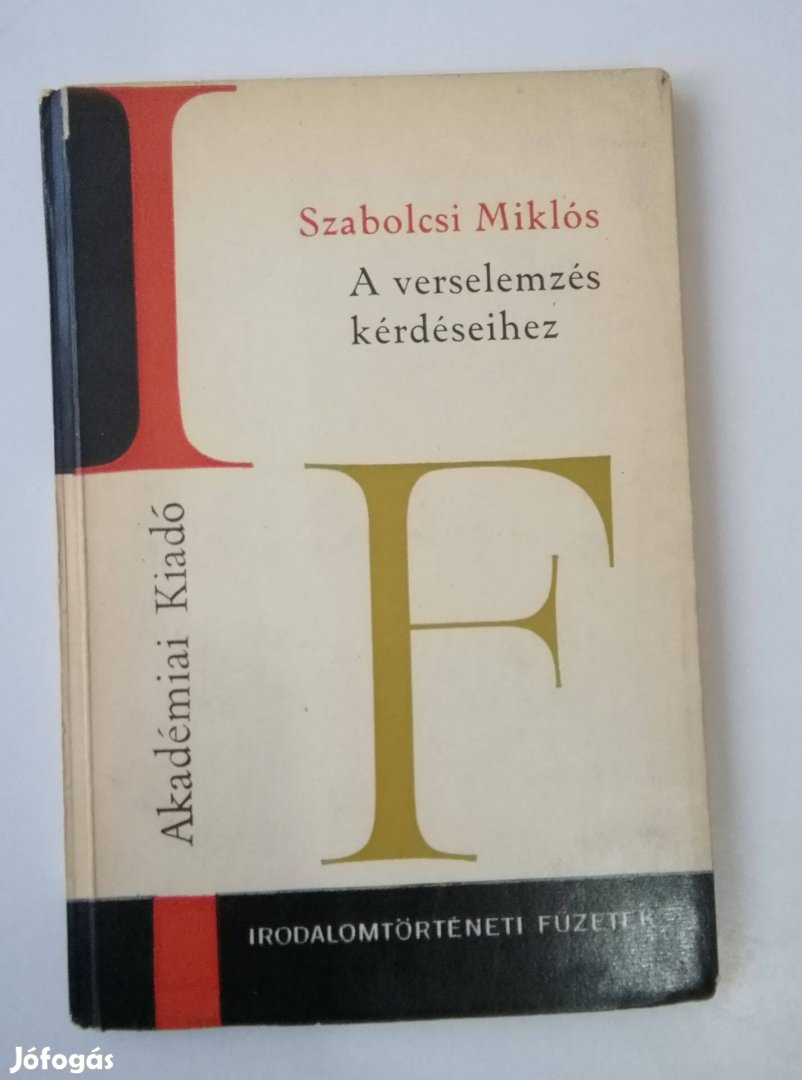 I
Szabolcsi Miklós
A verselemzés
kérdéseihez
F
Akadémiai Kiadó
IRODALOMTÖRTÉNETI FÜZETEK
Jófogás